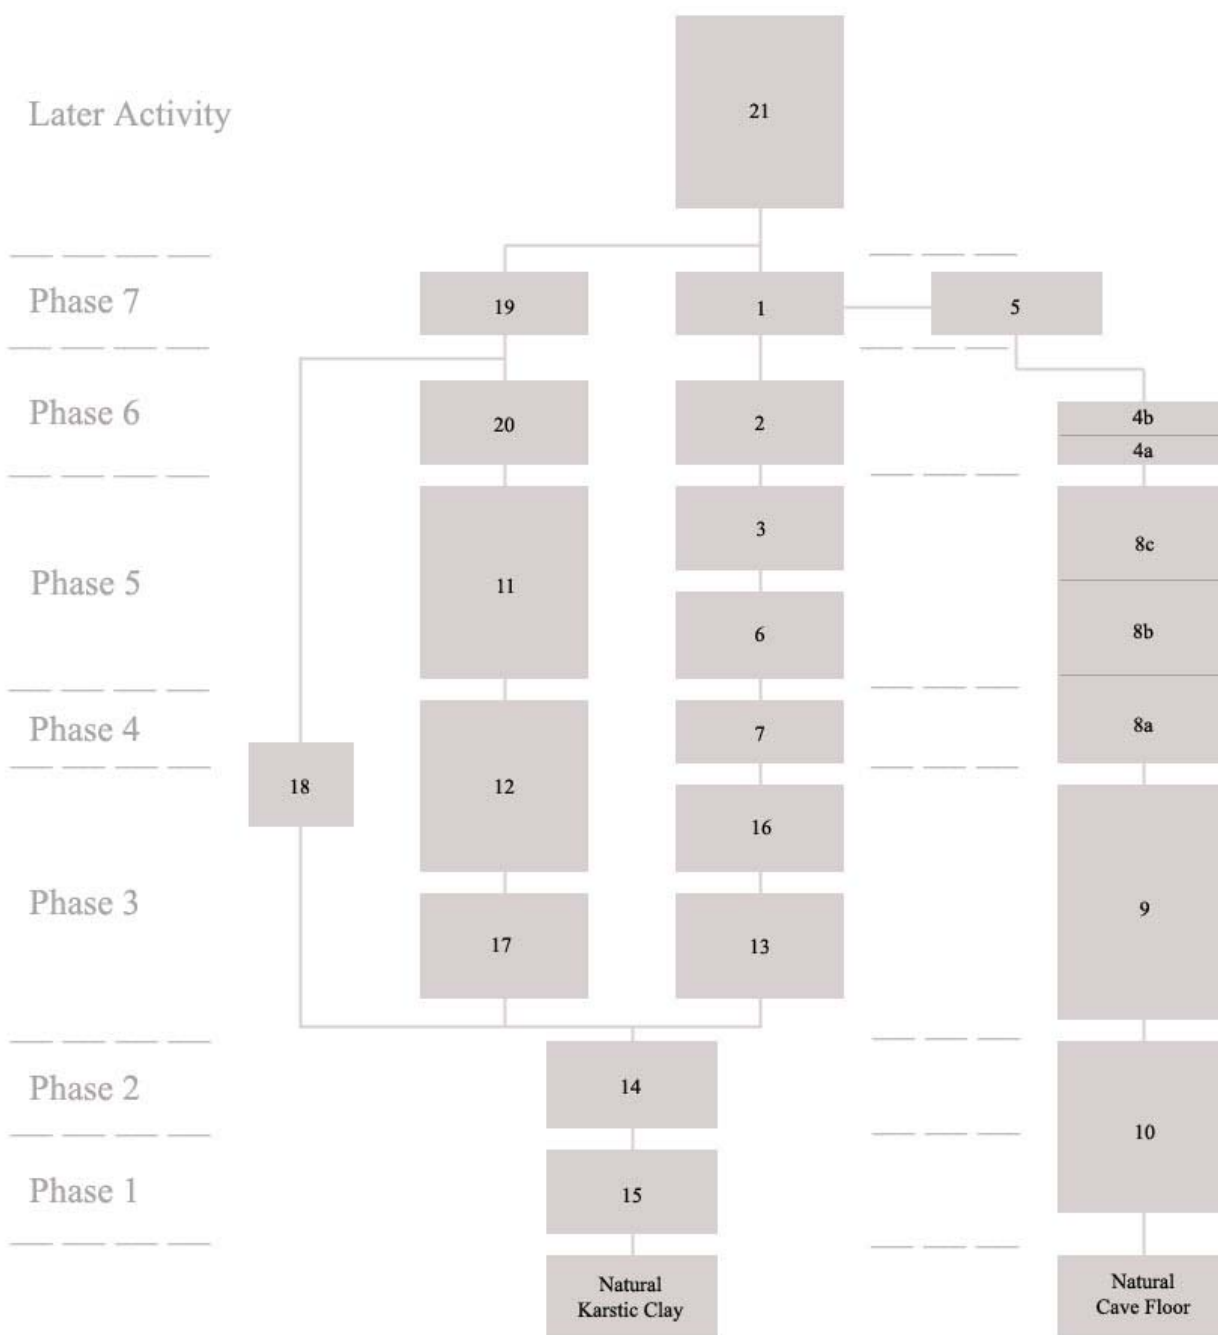 Later Activity
21
Phase 7
19
1
5
Phase 6
20
2
4b
4a
Phase 5
11
3
6
8c
8b
Phase 4
18
12
7
8a
Phase 3
17
16
13
9
Phase 2
14
10
Phase 1
15
Natural
Karstic Clay
Natural
Cave Floor